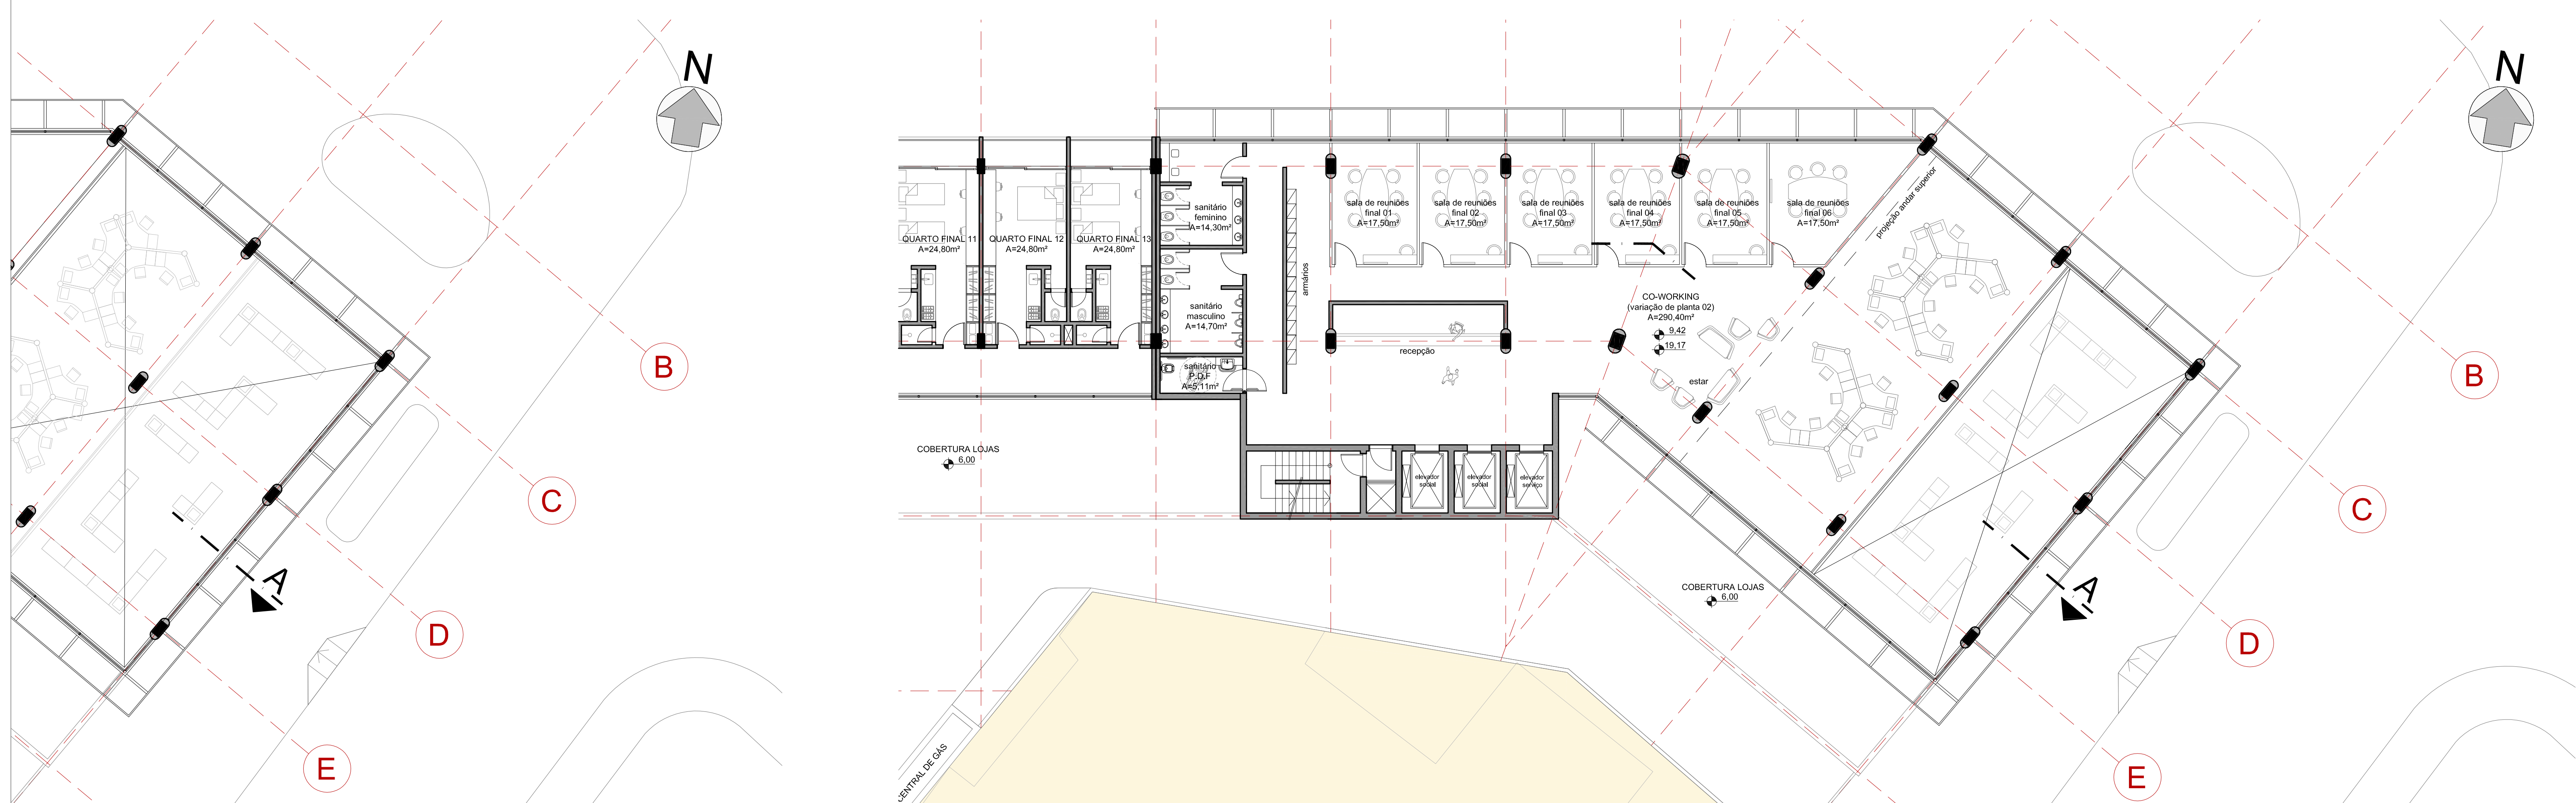 N
B
C
D
E
A
QUARTO FINAL 11
A=24,80m²
QUARTO FINAL 12
A=24,80m²
QUARTO FINAL 13
A=24,80m²
sanitário
feminino
A=14,30m²
sanitário
masculino
A=14,70m²
sanitário
P.D.F
A=5,11m²
armários
sala de reuniões
final 01
A=17,50m²
sala de reuniões
final 02
A=17,50m²
sala de reuniões
final 03
A=17,50m²
sala de reuniões
final 04
A=17,50m²
sala de reuniões
final 05
A=17,50m²
sala de reuniões
final 06
A=17,50m²
projeção andar superior
CO-WORKING
(variação de planta 02)
A=290,40m²
9,42
19,17
recepção
estar
elevador
social
elevador
social
elevador
serviço
COBERTURA LOJAS
6,00
COBERTURA LOJAS
6,00
CENTRAL DE GÁS
N
B
C
D
E
A